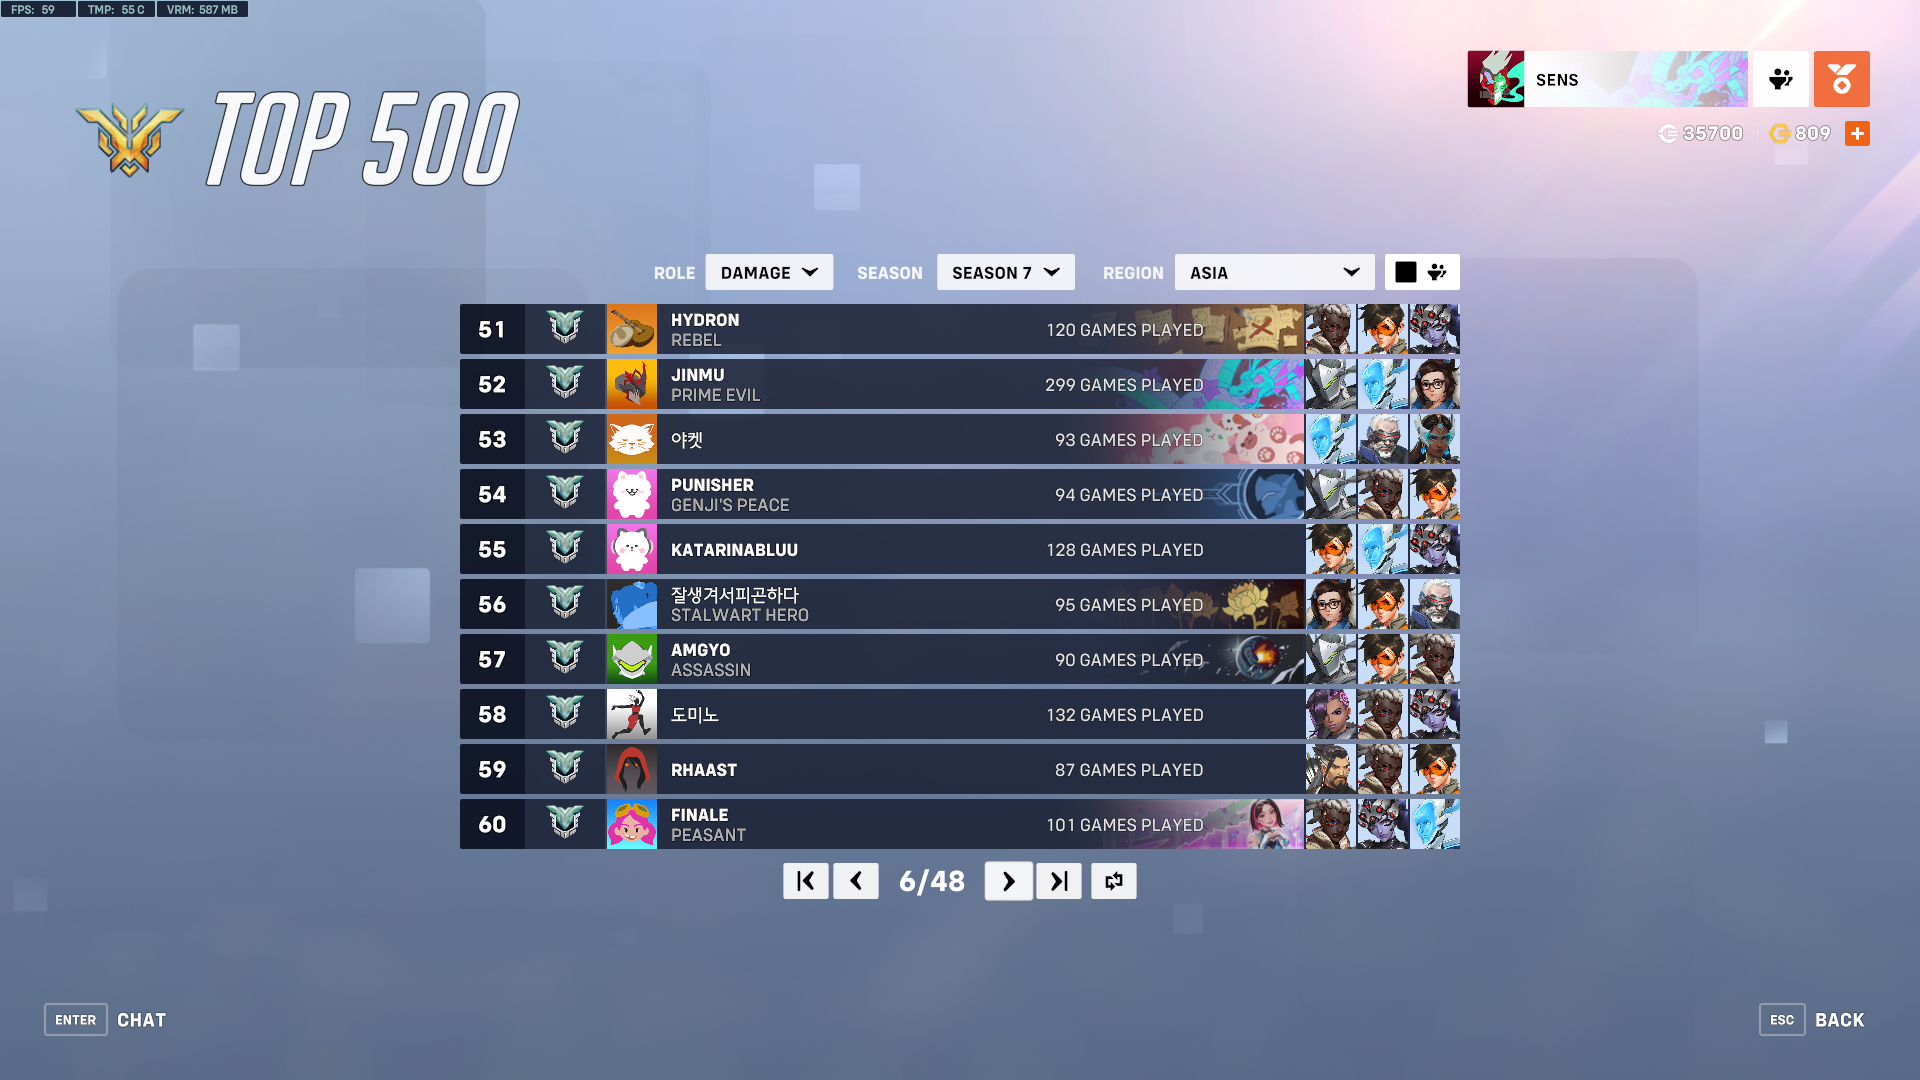 FPS: 59 TMP: 55 C VRM: 587 MB
TOP 500
SENS
35700 809
ROLE DAMAGE SEASON SEASON 7 REGION ASIA
51 HYDRON 120 GAMES PLAYED
REBEL
52 JINMU 299 GAMES PLAYED
PRIME EVIL
53 야켓 93 GAMES PLAYED
54 PUNISHER 94 GAMES PLAYED
GENJI'S PEACE
55 KATARINABLUU 128 GAMES PLAYED
56 잘생겨서피곤하다 95 GAMES PLAYED
STALWART HERO
57 AMGYO 90 GAMES PLAYED
ASSASSIN
58 도미노 132 GAMES PLAYED
59 RHAAST 87 GAMES PLAYED
60 FINALE 101 GAMES PLAYED
PEASANT
6/48
ENTER CHAT
ESC BACK